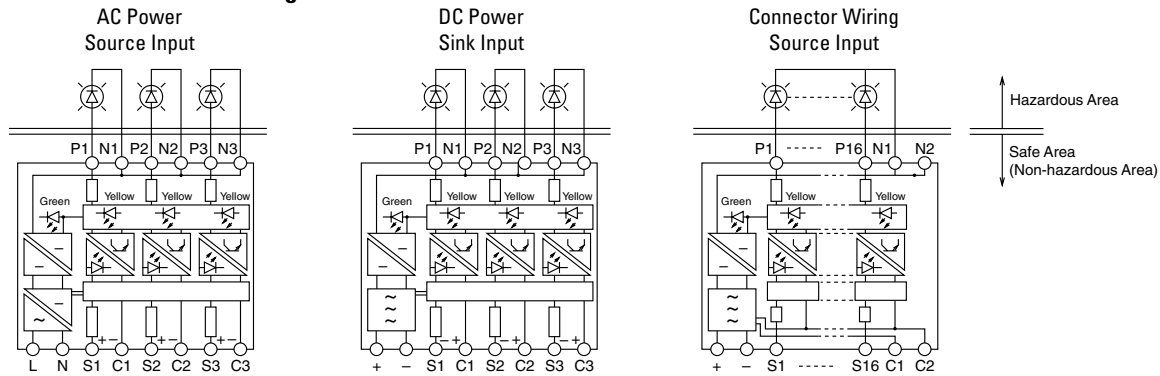 AC Power
Source Input
DC Power
Sink Input
Connector Wiring
Source Input
Hazardous Area
Safe Area
(Non-hazardous Area)
P1 N1 P2 N2 P3 N3
Green
Yellow Yellow Yellow
L N S1 C1 S2 C2 S3 C3
+ − + − + −
P1 N1 P2 N2 P3 N3
Green
Yellow Yellow Yellow
− + − + − +
+ − S1 C1 S2 C2 S3 C3
P1 ----- P16 N1 N2
Green
Yellow Yellow
+ − S1 ----- S16 C1 C2